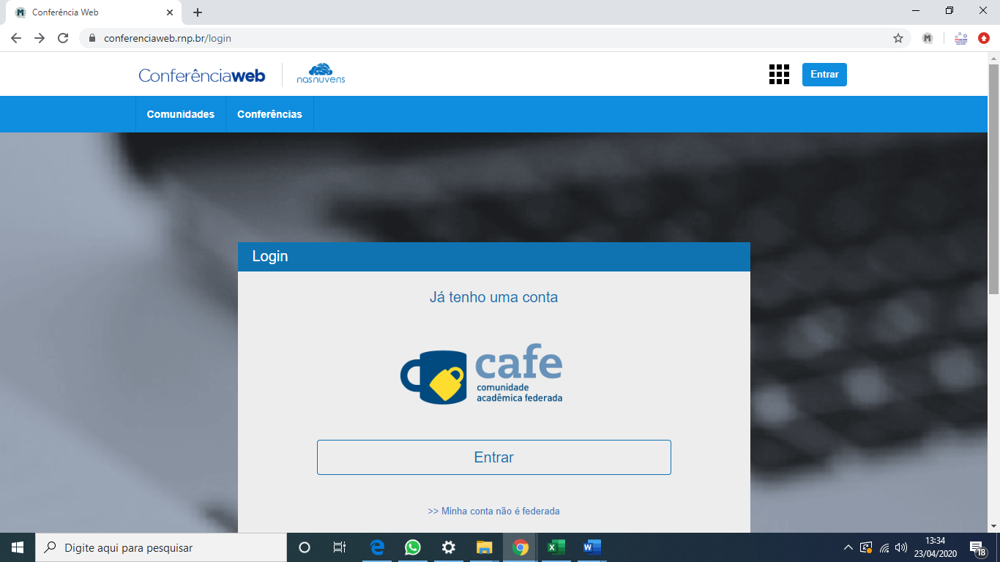 Conferência Web
conferenciaweb.rnp.br/login
Conferênciaweb
nasnuvens
Entrar
Comunidades
Conferências
Login
Já tenho uma conta
cafe
comunidade
acadêmica federada
Entrar
>> Minha conta não é federada
Digite aqui para pesquisar
13:34
23/04/2020
18